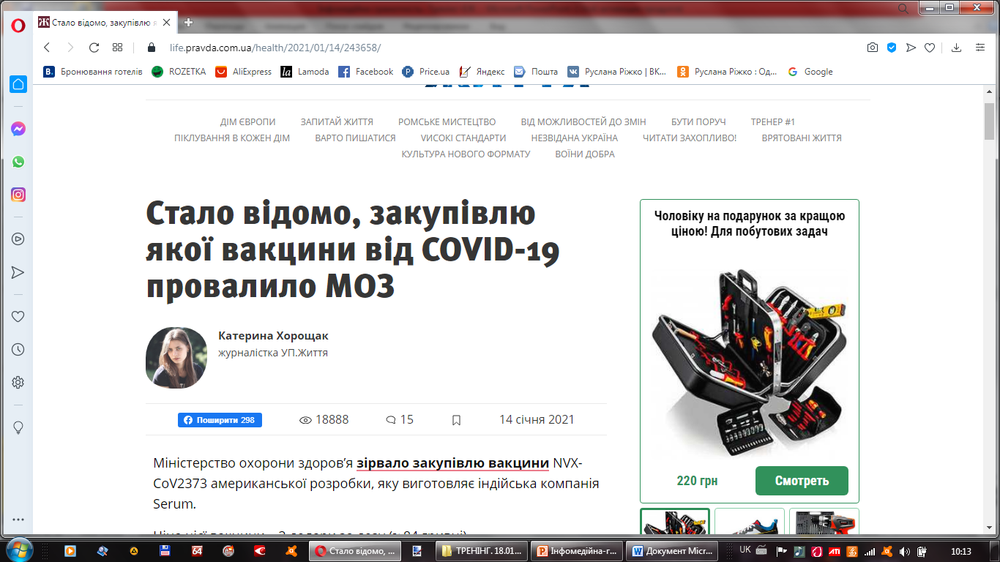 Стало відомо, закупівлю я
life.pravda.com.ua/health/2021/01/14/243658/
Бронювання готелів ROZETKA AliExpress Lamoda Facebook Price.ua Яндекс Пошта Руслана Ріжко | ВК... Руслана Ріжко : Од... Google
ДІМ ЄВРОПИ ЗАПИТАЙ ЖИТТЯ РОМСЬКЕ МИСТЕЦТВО ВІД МОЖЛИВОСТЕЙ ДО ЗМІН БУТИ ПОРУЧ ТРЕНЕР #1
ПІКЛУВАННЯ В КОЖЕН ДІМ ВАРТО ПИШАТИСЯ VИСОКІ СТАНДАРТИ НЕЗВІДАНА УКРАЇНА ЧИТАТИ ЗАХОПЛИВО! ВРЯТОВАНІ ЖИТТЯ
КУЛЬТУРА НОВОГО ФОРМАТУ ВОЇНИ ДОБРА
Стало відомо, закупівлю
якої вакцини від COVID-19
провалило МОЗ
Катерина Хорощак
журналістка УП.Життя
Поширити 298 18888 15 14 січня 2021
Міністерство охорони здоров’я зірвало закупівлю вакцини NVX-
CoV2373 американської розробки, яку виготовляє індійська компанія
Serum.
Чоловіку на подарунок за кращою
ціною! Для побутових задач
220 грн Смотреть
Стало відомо, ... ТРЕНІНГ. 18.01... Інфомедійна-г... Документ Micr... UK 10:13